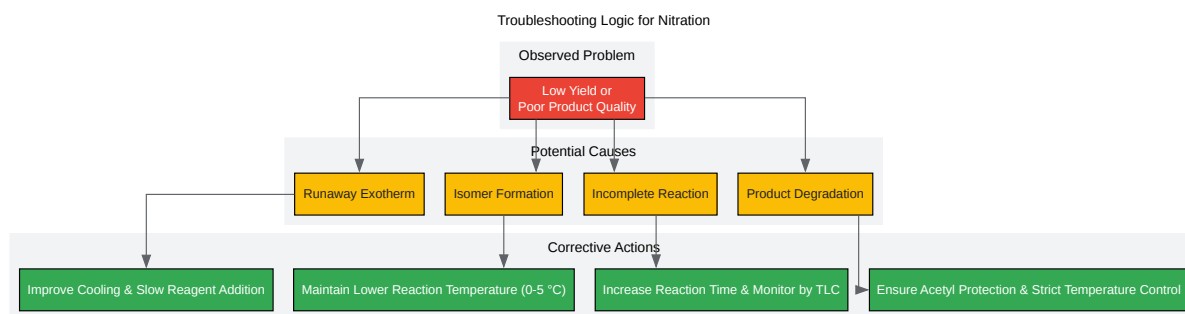 Troubleshooting Logic for Nitration
Observed Problem
Low Yield or
Poor Product Quality
Potential Causes
Runaway Exotherm
Isomer Formation
Incomplete Reaction
Product Degradation
Corrective Actions
Improve Cooling & Slow Reagent Addition
Maintain Lower Reaction Temperature (0-5 °C)
Increase Reaction Time & Monitor by TLC
Ensure Acetyl Protection & Strict Temperature Control